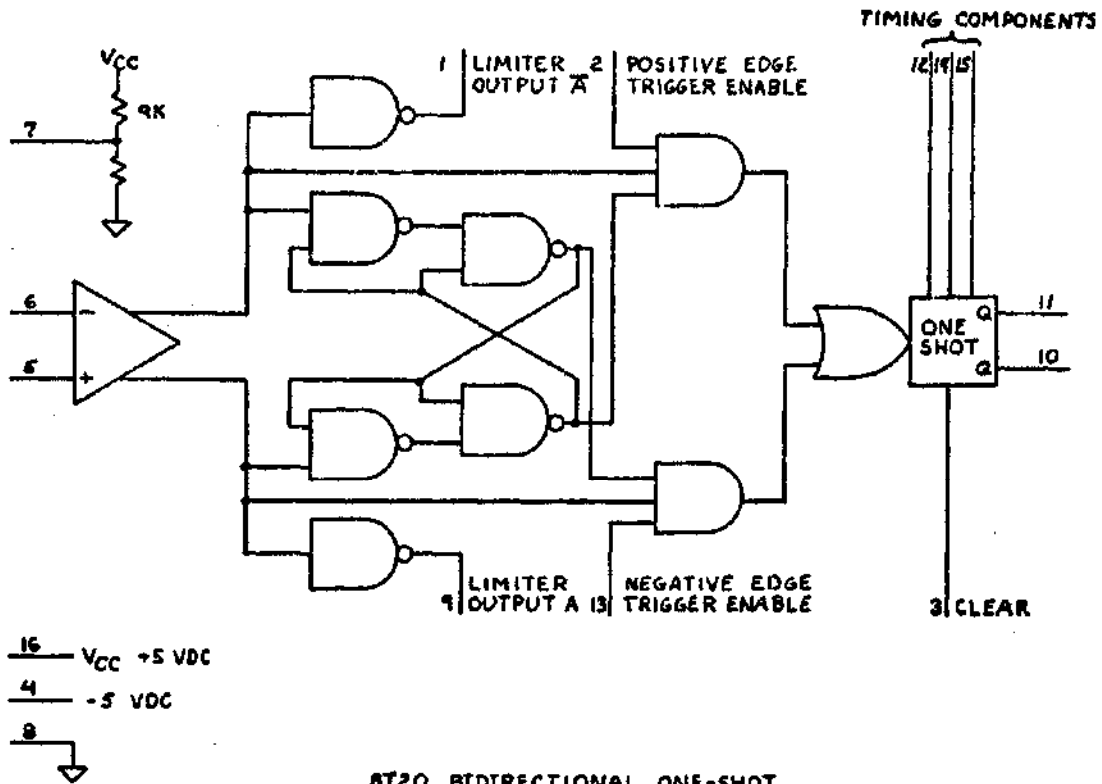 TIMING COMPONENTS
12 14 15
VCC
9K
7
1 LIMITER OUTPUT A̅
2 POSITIVE EDGE TRIGGER ENABLE
6
-
5
+
ONE SHOT
Q 11
Q 10
9 LIMITER OUTPUT A
13 NEGATIVE EDGE TRIGGER ENABLE
3 CLEAR
16 VCC +5 VDC
4 -5 VDC
8
8T20 BIDIRECTIONAL ONE-SHOT